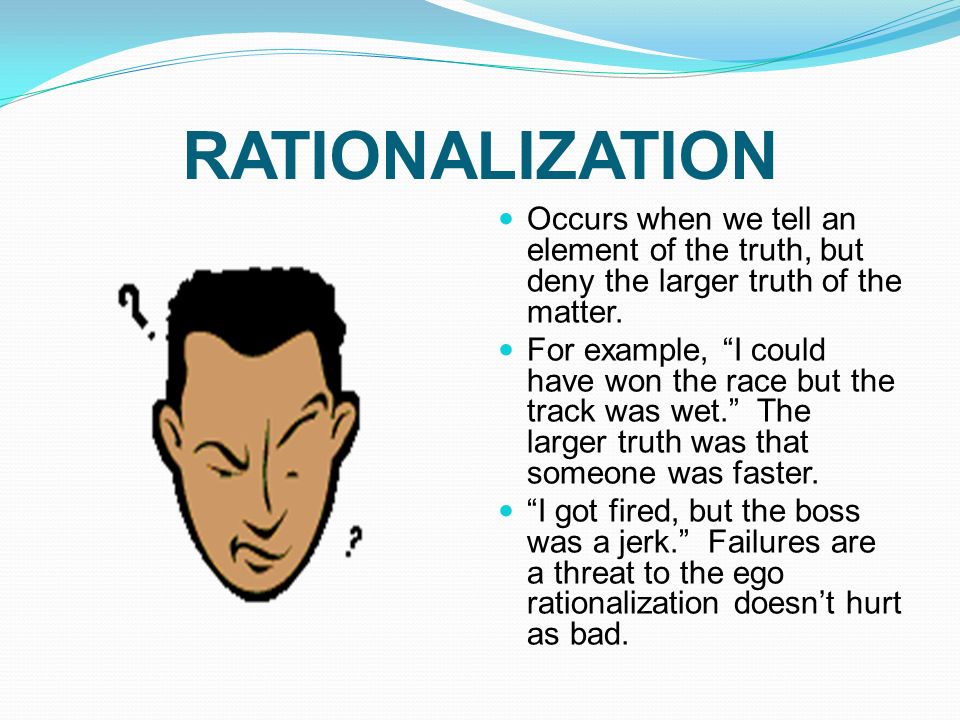 RATIONALIZATION
? ?
Occurs when we tell an
element of the truth, but
deny the larger truth of the
matter.
For example, “I could
have won the race but the
track was wet.” The
larger truth was that
someone was faster.
“I got fired, but the boss
was a jerk.” Failures are
a threat to the ego
rationalization doesn’t hurt
as bad.